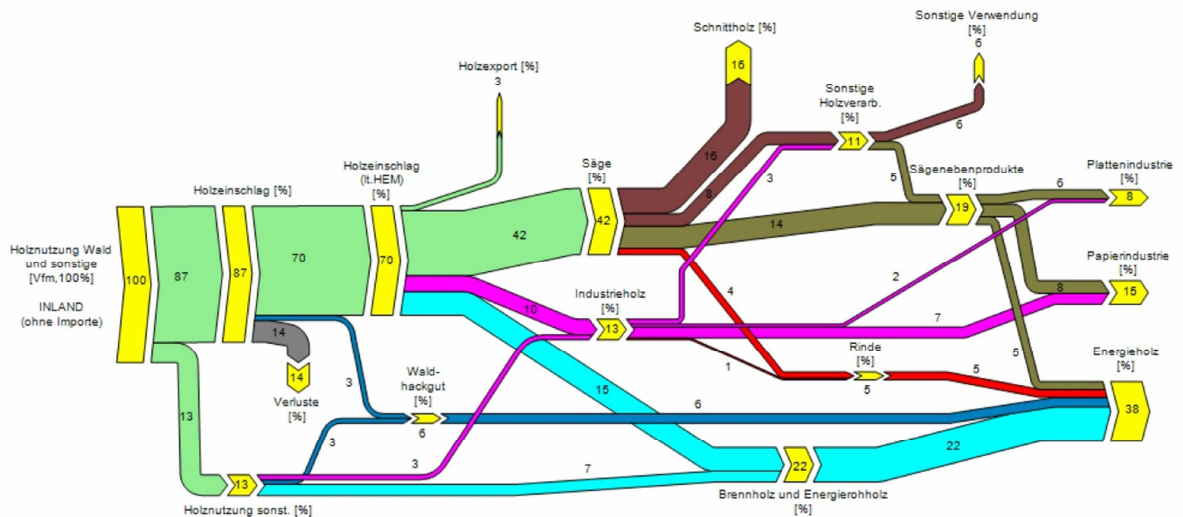 Sonstige Verwendung
[%]
6
Schnittholz [%]
16
Holzexport [%]
3
Sonstige
Holzverarb.
[%]
11
6
16
8
3
5
Holzeinschlag
(lt.HEM)
[%]
70
Säge
[%]
42
Sägenebenprodukte
[%]
19
Plattenindustrie
[%]
8
6
Holzeinschlag [%]
87
Holznutzung Wald
und sonstige
[Vfm,100%]
INLAND
(ohne Importe)
100
87
70
42
14
2
Papierindustrie
[%]
15
8
7
4
10
Industrieholz
[%]
13
14
14
Verluste
[%]
1
Rinde
[%]
5
5
5
Energieholz
[%]
38
3
Wald-
hackgut
[%]
6
15
6
13
3
3
7
22
22
13
Holznutzung sonst. [%]
Brennholz und Energierohholz
[%]